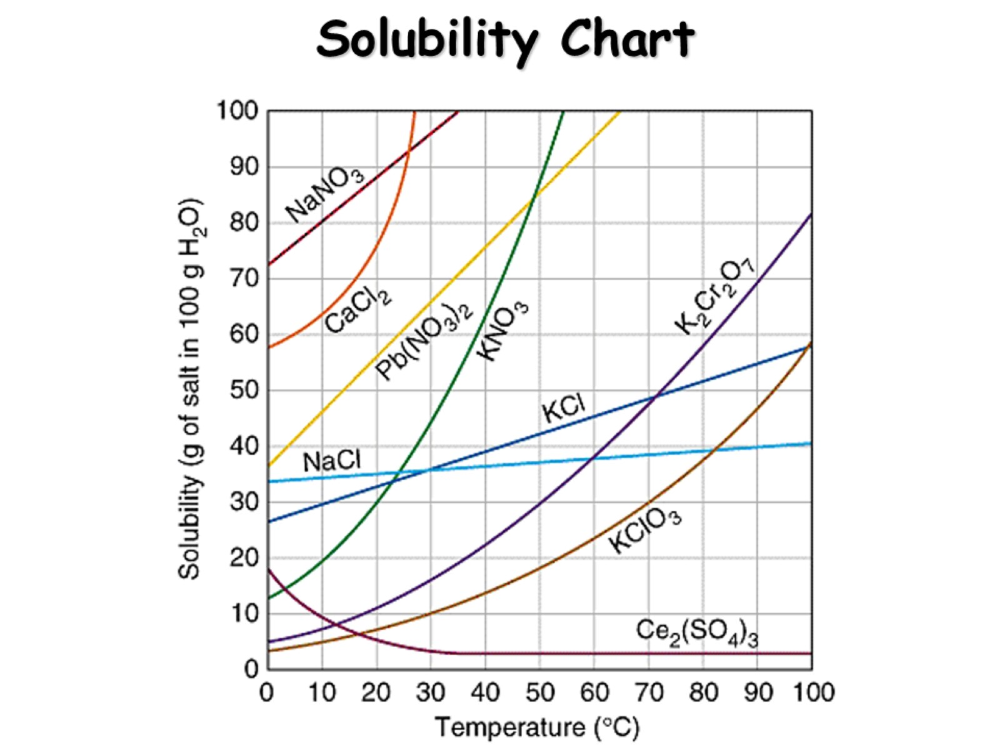 Solubility Chart
Solubility (g of salt in 100 g H₂O)
100
90
80
70
60
50
40
30
20
10
0
NaNO₃
CaCl₂
Pb(NO₃)₂
KNO₃
K₂Cr₂O₇
KCl
NaCl
KClO₃
Ce₂(SO₄)₃
0 10 20 30 40 50 60 70 80 90 100
Temperature (°C)